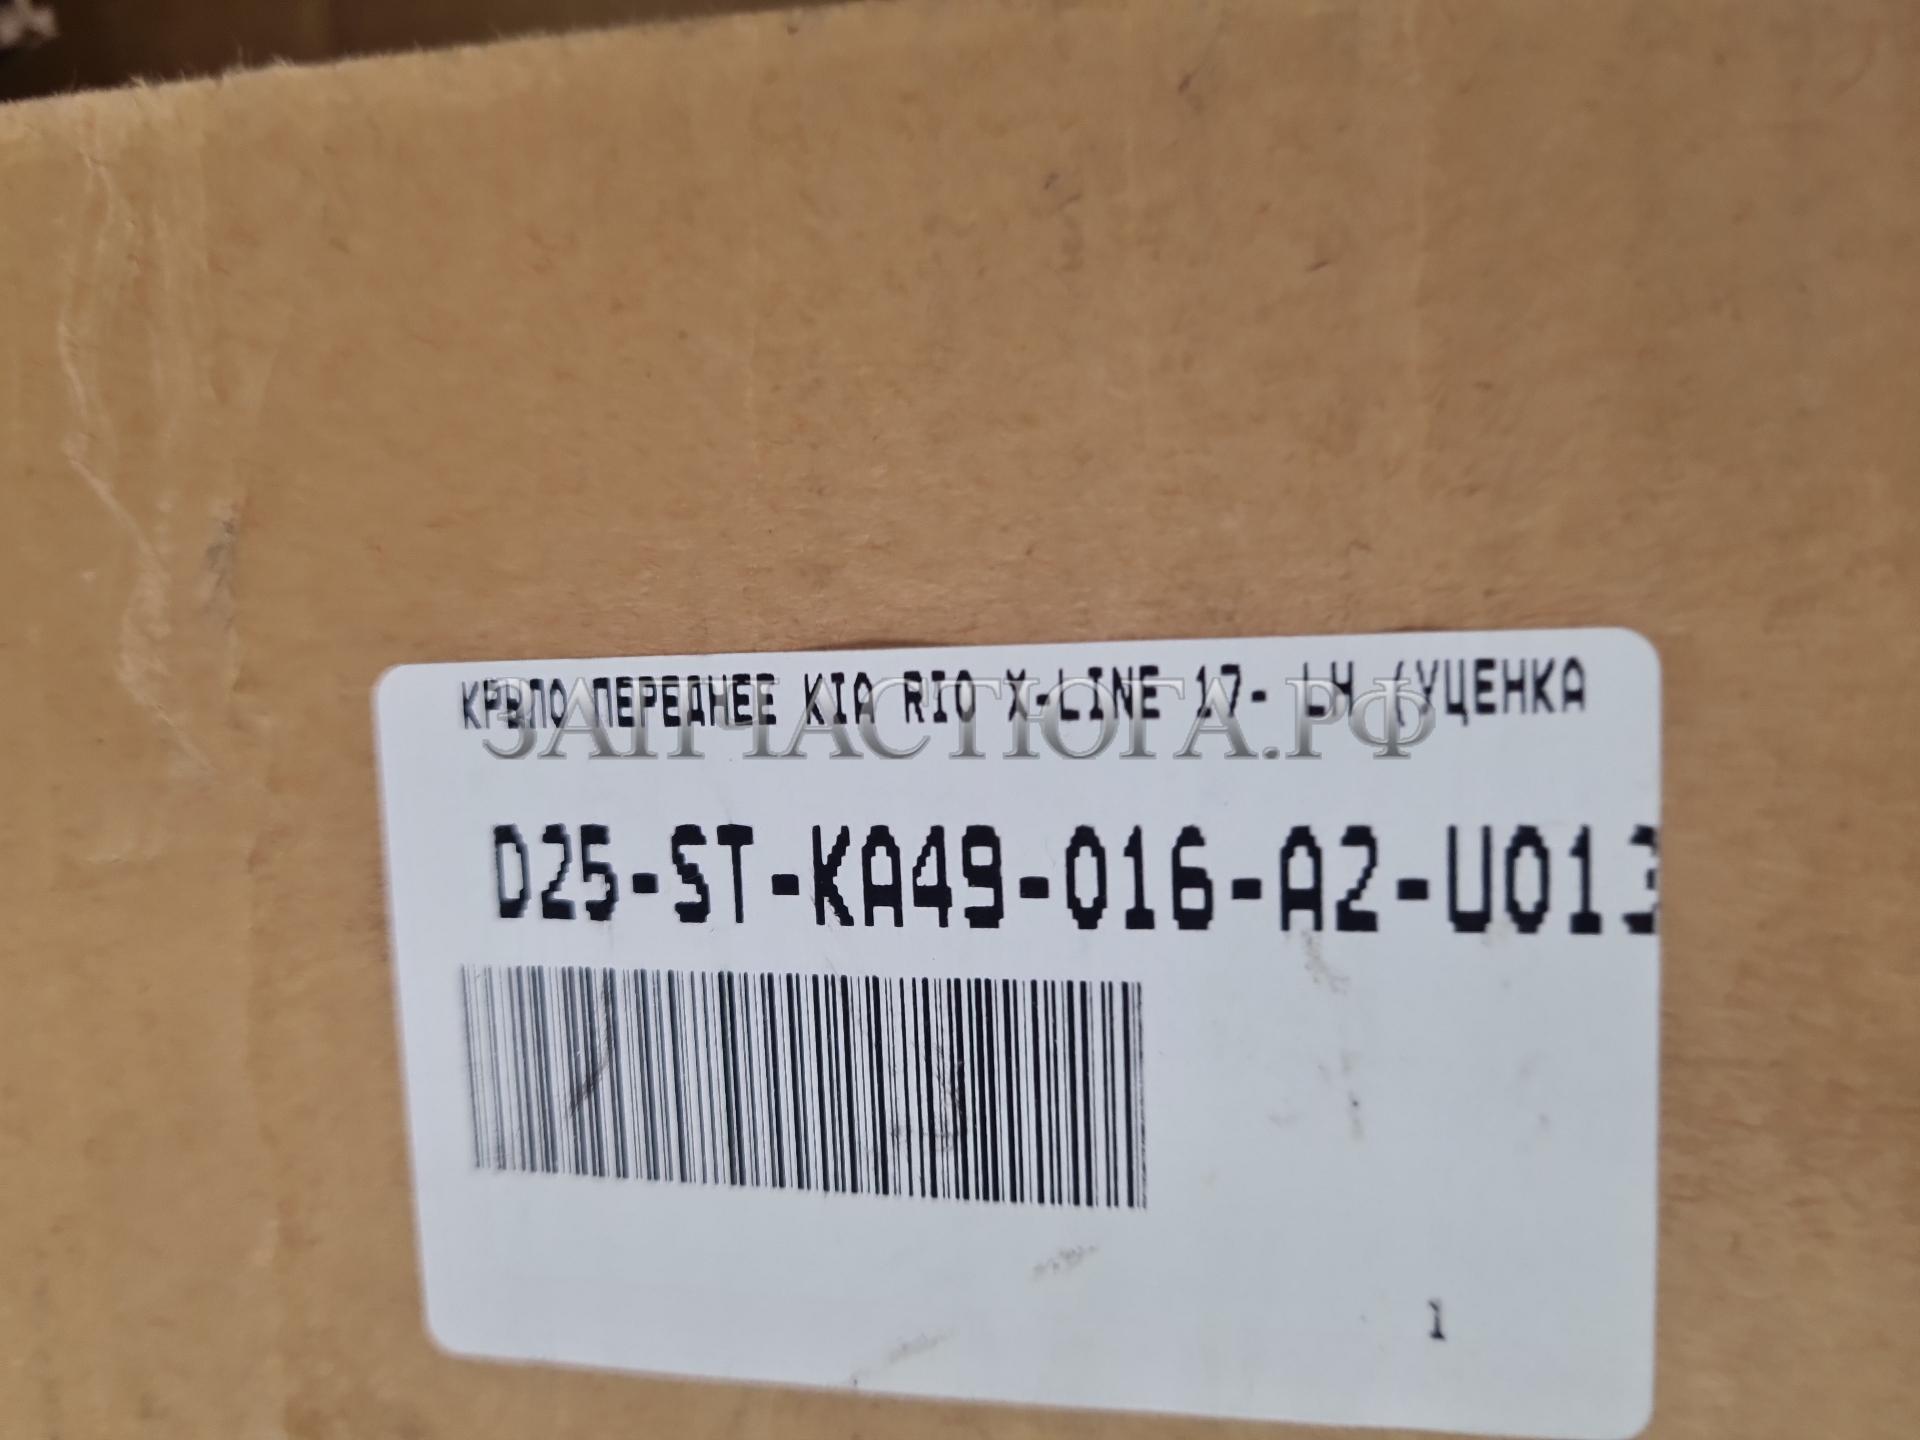 КРЫЛО ПЕРЕДНЕЕ KIA RIO X-LINE 17- LH (УЦЕНКА
ЗАПЧАСТЮГА.РФ
D25-ST-KA49-016-A2-U013
1